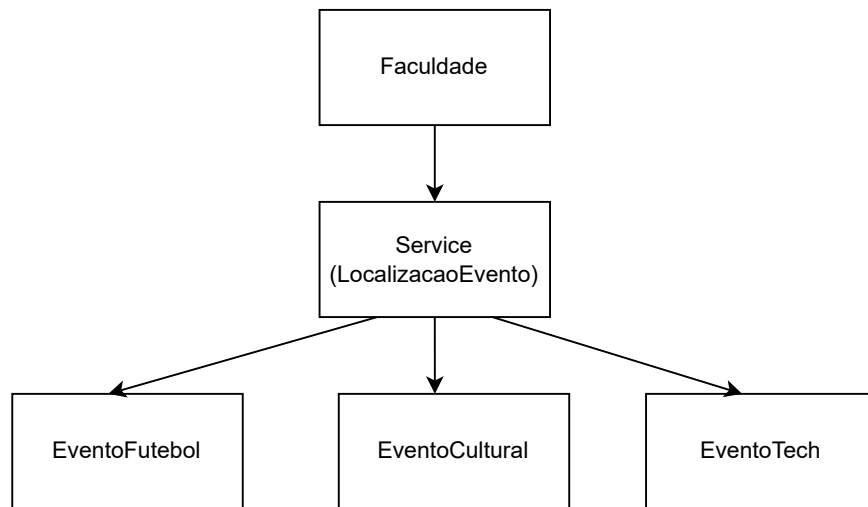 Faculdade
Service
(LocalizacaoEvento)
EventoFutebol
EventoCultural
EventoTech